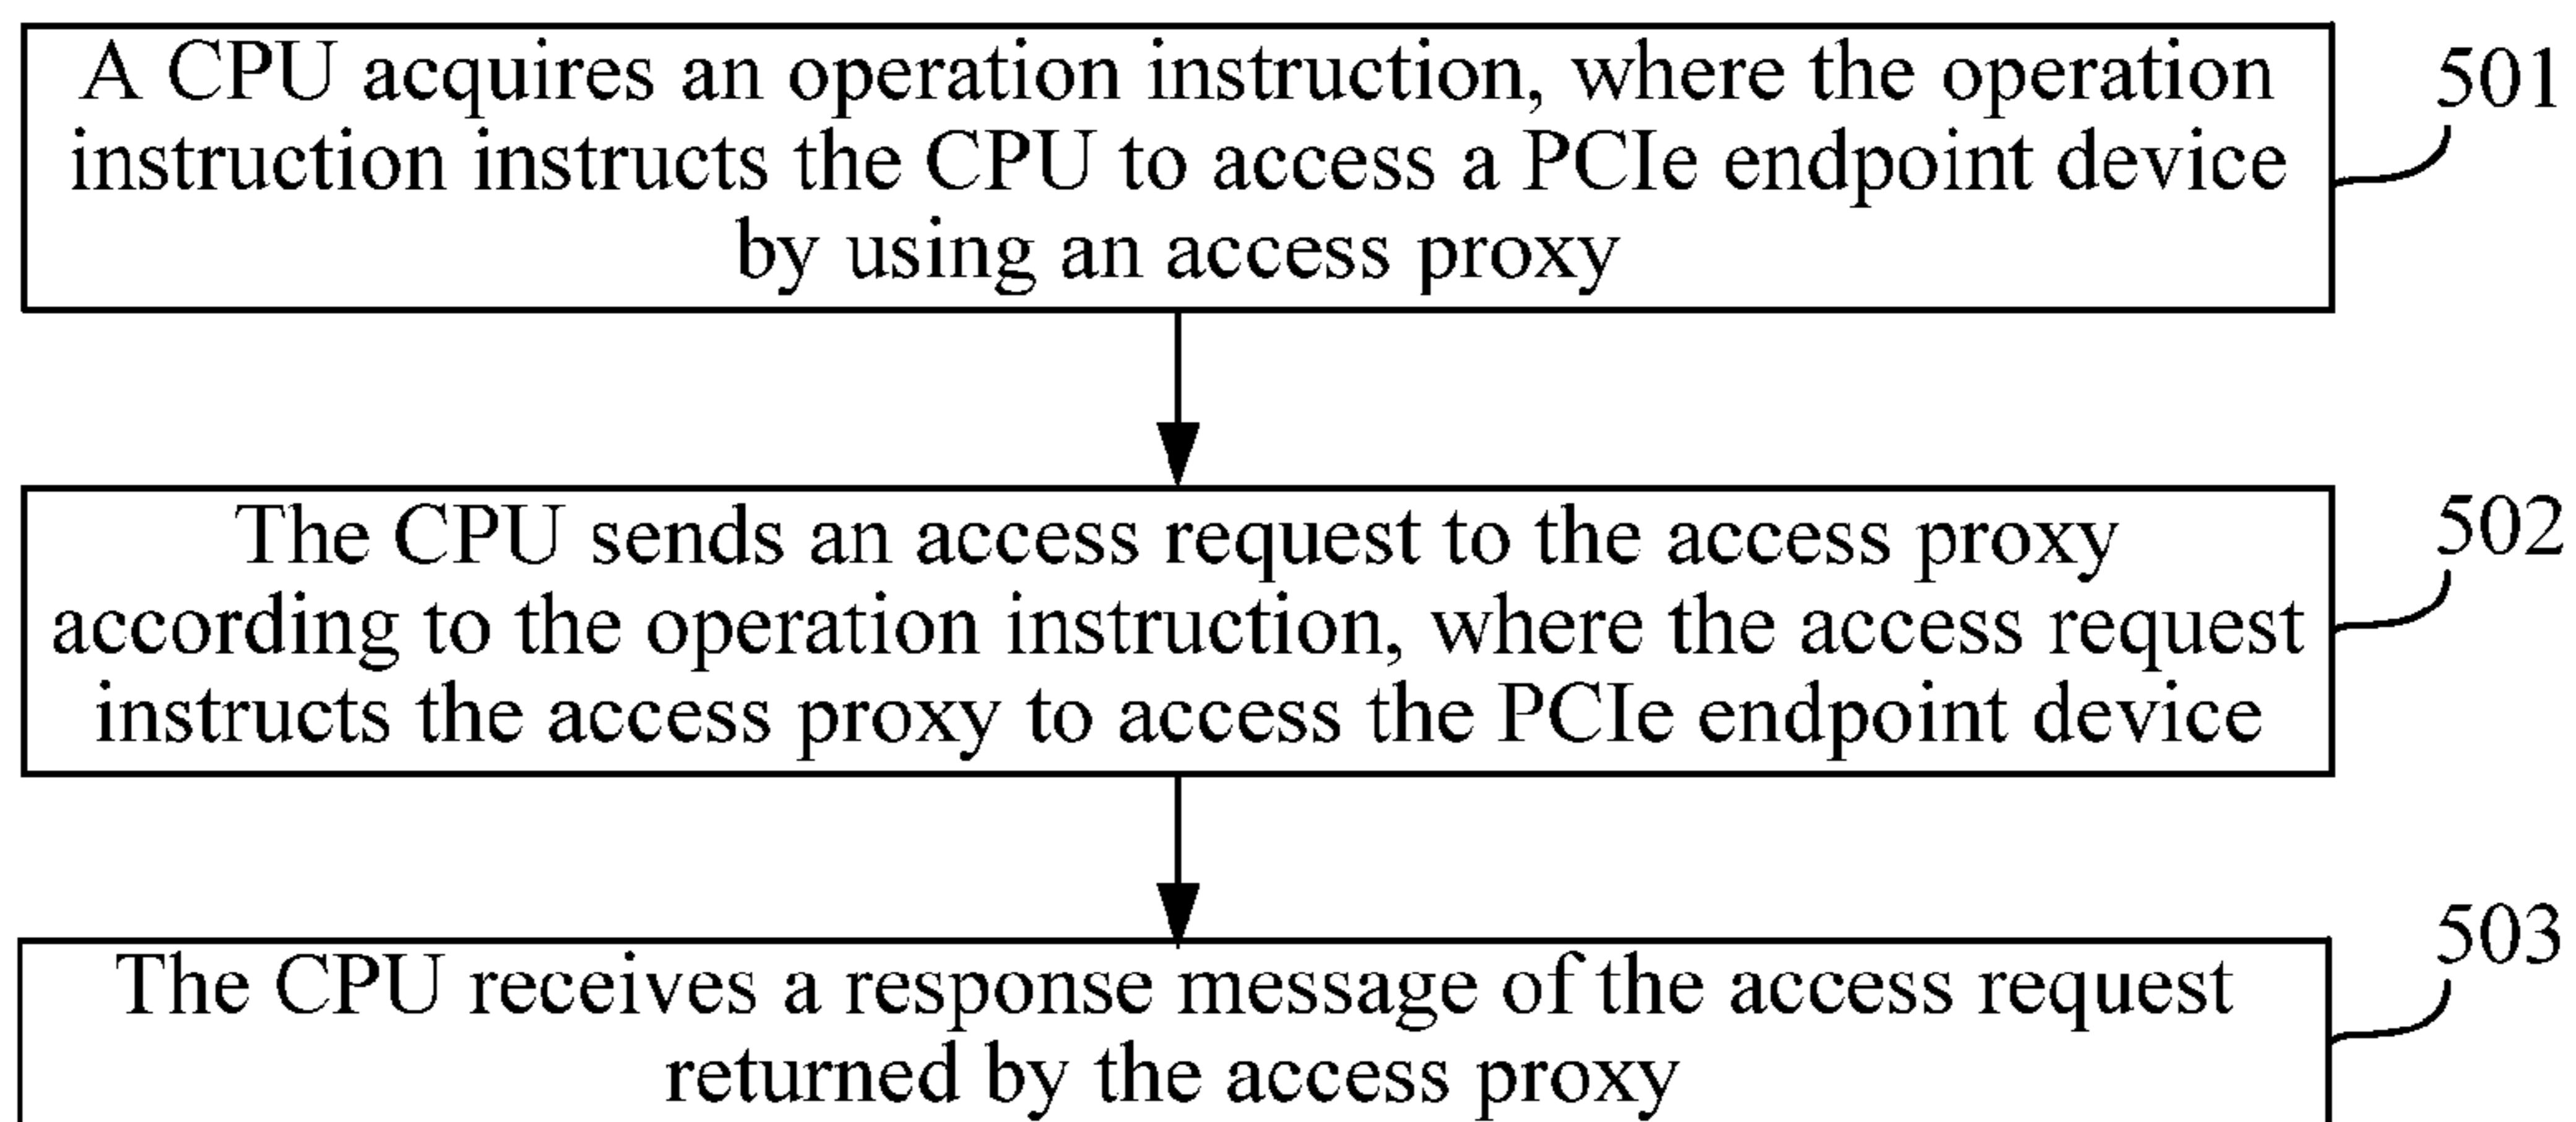 A CPU acquires an operation instruction, where the operation
instruction instructs the CPU to access a PCIe endpoint device
by using an access proxy
501
The CPU sends an access request to the access proxy
according to the operation instruction, where the access request
instructs the access proxy to access the PCIe endpoint device
502
The CPU receives a response message of the access request
returned by the access proxy
503